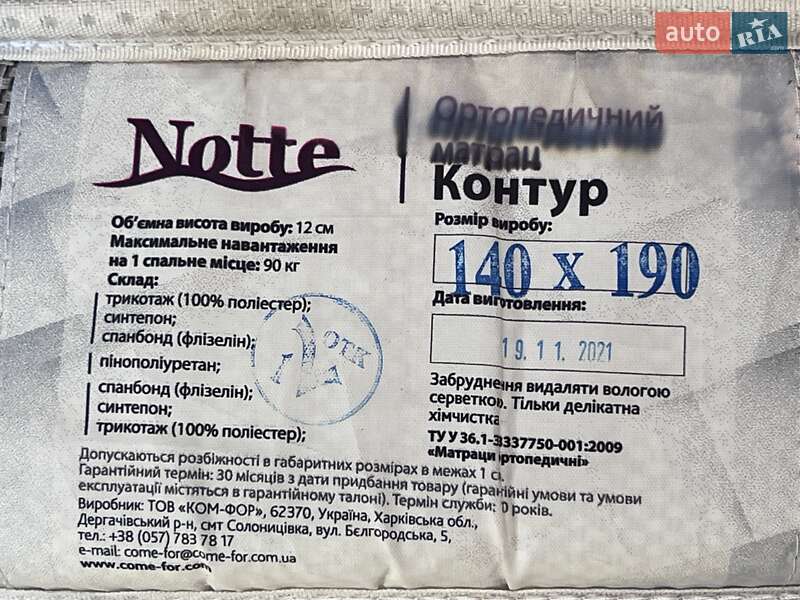 auto RIA .com
Notte
Ортопедичний
матрац
Контур
Об'ємна висота виробу: 12 см
Максимальне навантаження
на 1 спальне місце: 90 кг
Склад:
трикотаж (100% поліестер);
синтепон;
спанбонд (флізелін);
пінополіуретан;
спанбонд (флізелін);
синтепон;
трикотаж (100% поліестер);
Розмір виробу:
140 x 190
Дата виготовлення:
19.11.2021
ОТК
Забруднення видаляти вологою
серветкою. Тільки делікатна
хімчистка
ТУ У 36.1-33337750-001:2009
«Матраци ортопедичні»
Допускаються розбіжності в габаритних розмірах в межах 1 см.
Гарантійний термін: 30 місяців з дати придбання товару (гарантійні умови та умови
експлуатації містяться в гарантійному талоні). Термін служби: років.
Виробник: ТОВ «КОМ-ФОР», 62370, Україна, Харківська обл.,
Дергачівський р-н, смт Солоницівка, вул. Бєлгородська, 5,
тел.: +38 (057) 783 78 17
e-mail: come-for@come-for.com.ua
www.come-for.com